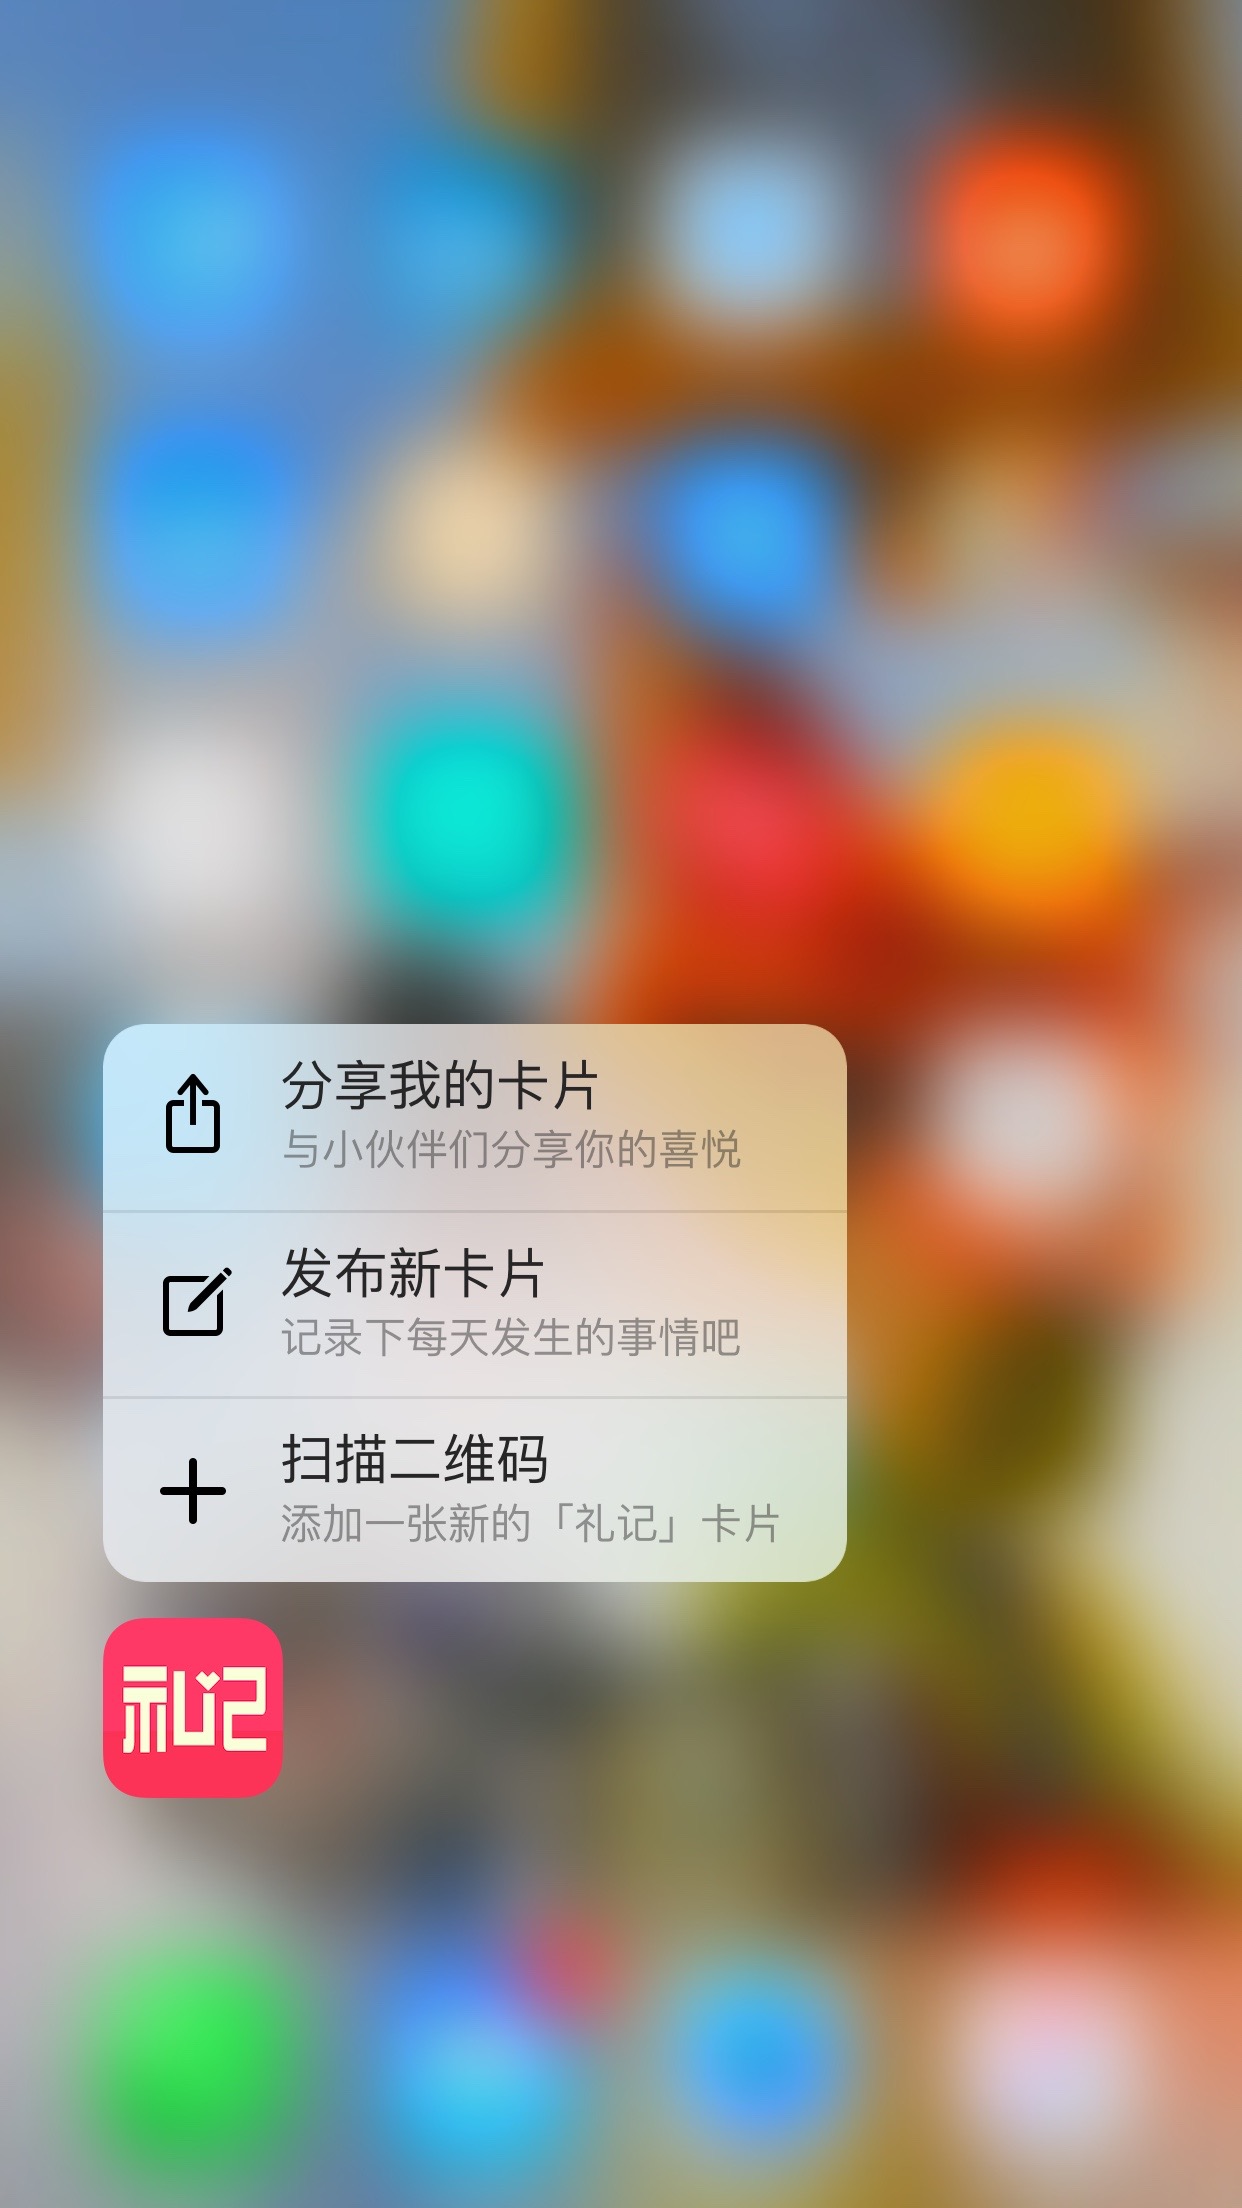 分享我的卡片
与小伙伴们分享你的喜悦
发布新卡片
记录下每天发生的事情吧
扫描二维码
添加一张新的「礼记」卡片
礼记